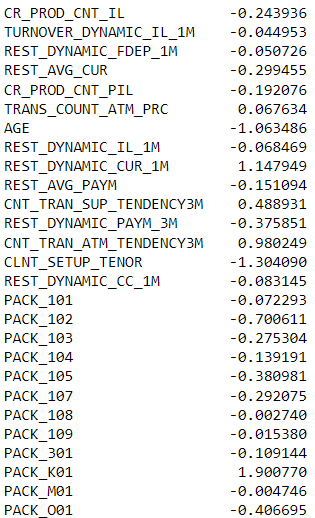 CR_PROD_CNT_IL -0.243936
TURNOVER_DYNAMIC_IL_1M -0.044953
REST_DYNAMIC_FDEP_1M -0.050726
REST_AVG_CUR -0.299455
CR_PROD_CNT_PIL -0.192076
TRANS_COUNT_ATM_PRC 0.067634
AGE -1.063486
REST_DYNAMIC_IL_1M -0.068469
REST_DYNAMIC_CUR_1M 1.147949
REST_AVG_PAYM -0.151094
CNT_TRAN_SUP_TENDENCY3M 0.488931
REST_DYNAMIC_PAYM_3M -0.375851
CNT_TRAN_ATM_TENDENCY3M 0.980249
CLNT_SETUP_TENOR -1.304090
REST_DYNAMIC_CC_1M -0.083145
PACK_101 -0.072293
PACK_102 -0.700611
PACK_103 -0.275304
PACK_104 -0.139191
PACK_105 -0.380981
PACK_107 -0.292075
PACK_108 -0.002740
PACK_109 -0.015380
PACK_301 -0.109144
PACK_K01 1.900770
PACK_M01 -0.004746
PACK_O01 -0.406695